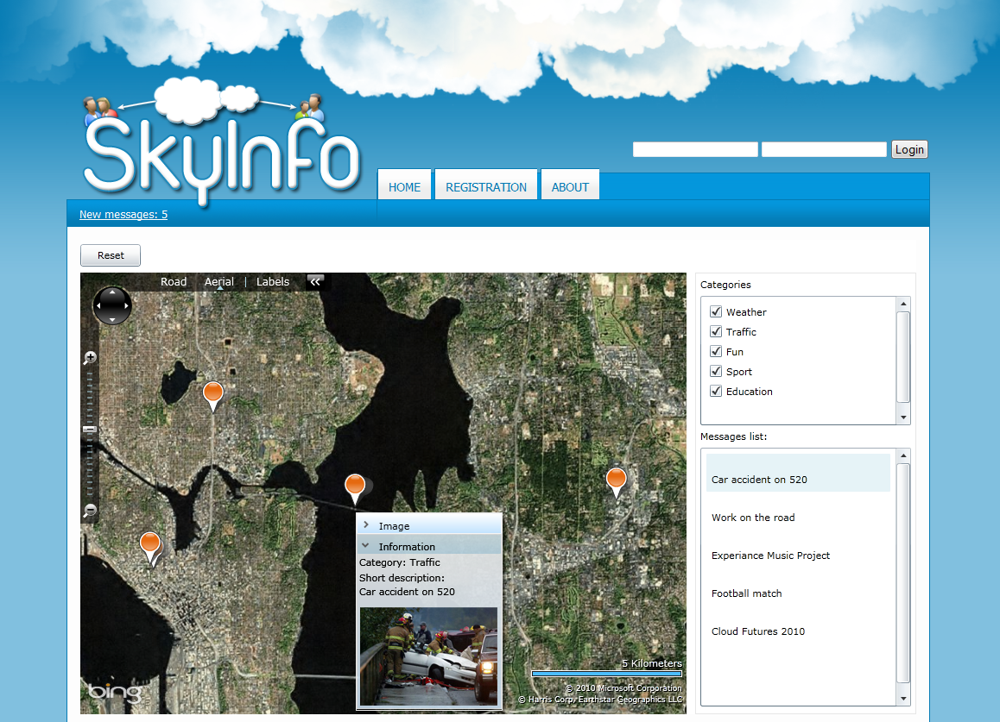 SkyInfo
Login
HOME
REGISTRATION
ABOUT
New messages: 5
Reset
Road
Aerial
Labels
Categories
Weather
Traffic
Fun
Sport
Education
Messages list:
Car accident on 520
Work on the road
Experiance Music Project
Football match
Cloud Futures 2010
Image
Information
Category: Traffic
Short description:
Car accident on 520
bing
5 Kilometers
© 2010 Microsoft Corporation
© Harris Corp, Earthstar Geographics LLC